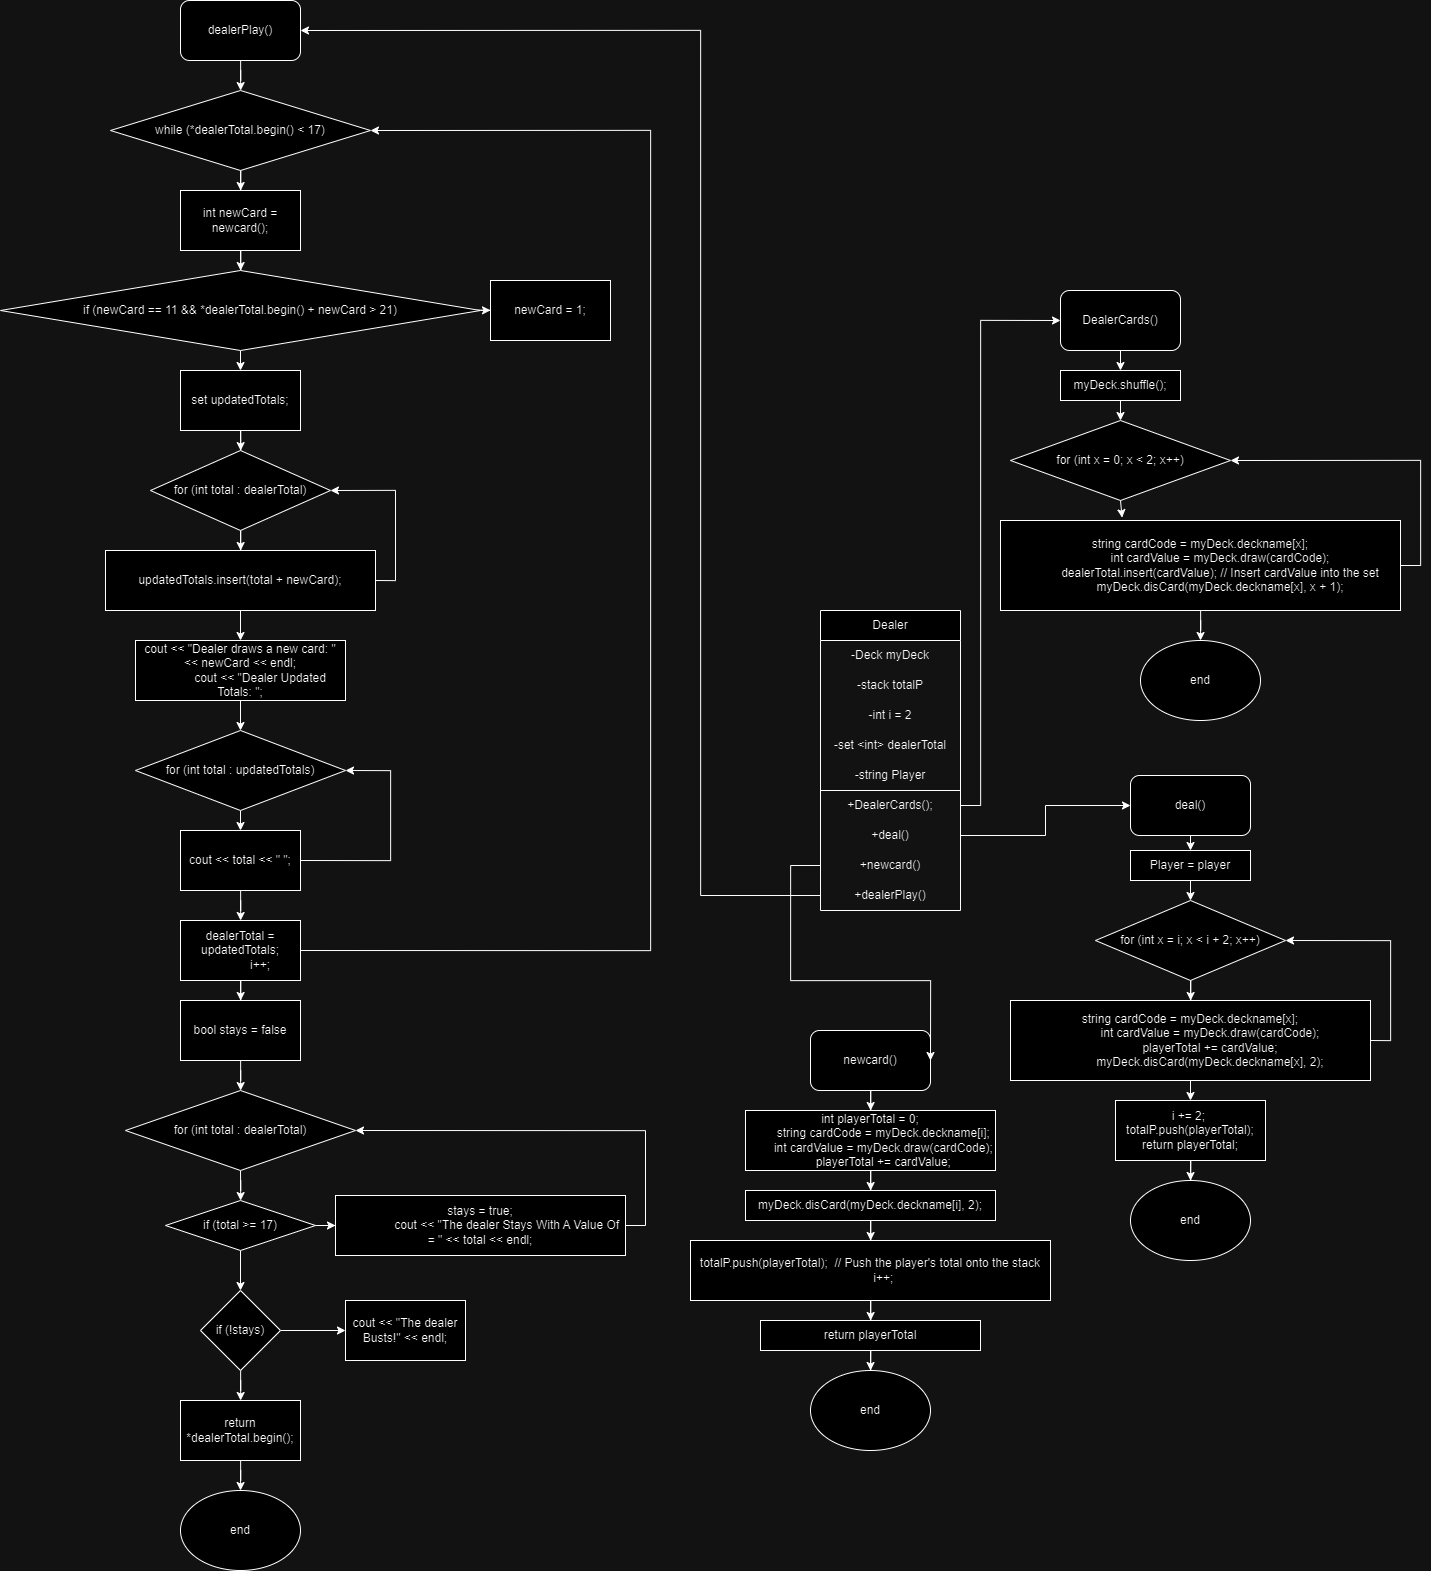 dealerPlay()
while (*dealerTotal.begin() < 17)
int newCard =
newcard();
if (newCard == 11 && *dealerTotal.begin() + newCard > 21)
newCard = 1;
set updatedTotals;
for (int total : dealerTotal)
updatedTotals.insert(total + newCard);
cout << "Dealer draws a new card: "
<< newCard << endl;
cout << "Dealer Updated
Totals: ";
for (int total : updatedTotals)
cout << total << " ";
dealerTotal =
updatedTotals;
i++;
bool stays = false
for (int total : dealerTotal)
if (total >= 17)
stays = true;
cout << "The dealer Stays With A Value Of
= " << total << endl;
if (!stays)
cout << "The dealer
Busts!" << endl;
return
*dealerTotal.begin();
end
Dealer
-Deck myDeck
-stack totalP
-int i = 2
-set <int> dealerTotal
-string Player
+DealerCards();
+deal()
+newcard()
+dealerPlay()
newcard()
int playerTotal = 0;
string cardCode = myDeck.deckname[i];
int cardValue = myDeck.draw(cardCode);
playerTotal += cardValue;
myDeck.disCard(myDeck.deckname[i], 2);
totalP.push(playerTotal);  // Push the player's total onto the stack
i++;
return playerTotal
end
DealerCards()
myDeck.shuffle();
for (int x = 0; x < 2; x++)
string cardCode = myDeck.deckname[x];
int cardValue = myDeck.draw(cardCode);
dealerTotal.insert(cardValue); // Insert cardValue into the set
myDeck.disCard(myDeck.deckname[x], x + 1);
end
deal()
Player = player
for (int x = i; x < i + 2; x++)
string cardCode = myDeck.deckname[x];
int cardValue = myDeck.draw(cardCode);
playerTotal += cardValue;
myDeck.disCard(myDeck.deckname[x], 2);
i += 2;
totalP.push(playerTotal);
return playerTotal;
end